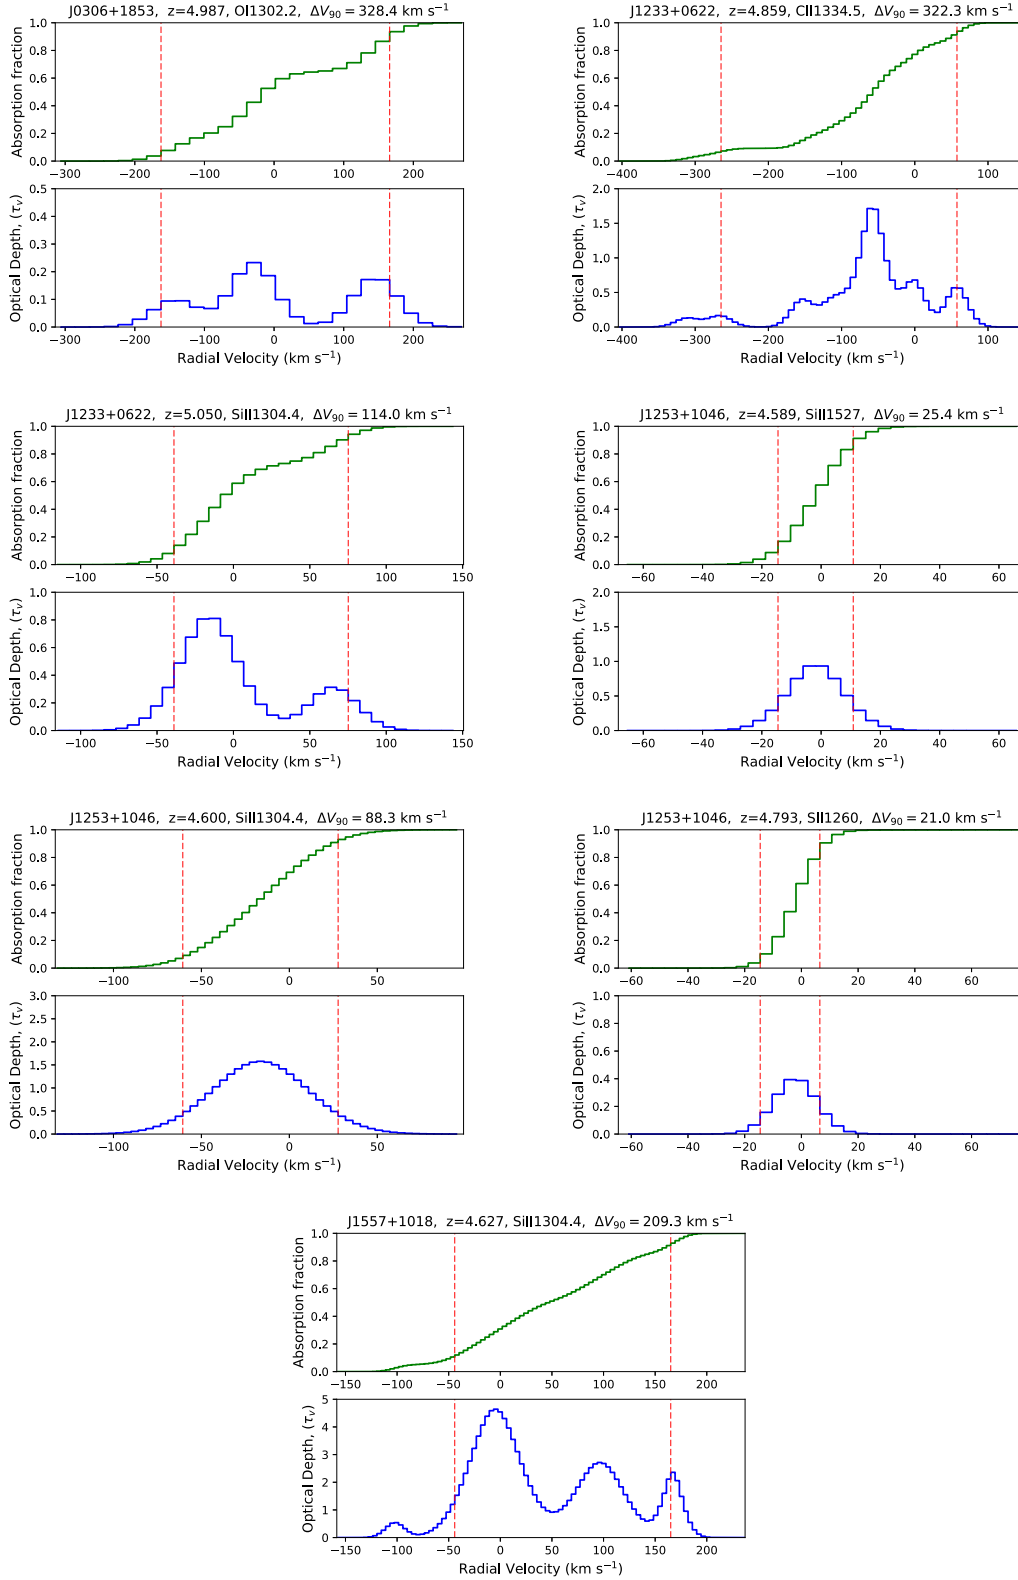 J0306+1853, z=4.987, OI1302.2, ΔV₉₀ = 328.4 km s⁻¹
Absorption fraction
1.0
0.8
0.6
0.4
0.2
0.0
−300 −200 −100 0 100 200
Optical Depth, (τᵥ)
0.5
0.4
0.3
0.2
0.1
0.0
−300 −200 −100 0 100 200
Radial Velocity (km s⁻¹)
J1233+0622, z=4.859, CII1334.5, ΔV₉₀ = 322.3 km s⁻¹
Absorption fraction
1.0
0.8
0.6
0.4
0.2
0.0
−400 −300 −200 −100 0 100
Optical Depth, (τᵥ)
2.0
1.5
1.0
0.5
0.0
−400 −300 −200 −100 0 100
Radial Velocity (km s⁻¹)
J1233+0622, z=5.050, SiII1304.4, ΔV₉₀ = 114.0 km s⁻¹
Absorption fraction
1.0
0.8
0.6
0.4
0.2
0.0
−100 −50 0 50 100 150
Optical Depth, (τᵥ)
1.0
0.8
0.6
0.4
0.2
0.0
−100 −50 0 50 100 150
Radial Velocity (km s⁻¹)
J1253+1046, z=4.589, SiII1527, ΔV₉₀ = 25.4 km s⁻¹
Absorption fraction
1.0
0.8
0.6
0.4
0.2
0.0
−60 −40 −20 0 20 40 60
Optical Depth, (τᵥ)
2.0
1.5
1.0
0.5
0.0
−60 −40 −20 0 20 40 60
Radial Velocity (km s⁻¹)
J1253+1046, z=4.600, SiII1304.4, ΔV₉₀ = 88.3 km s⁻¹
Absorption fraction
1.0
0.8
0.6
0.4
0.2
0.0
−100 −50 0 50
Optical Depth, (τᵥ)
3.0
2.5
2.0
1.5
1.0
0.5
0.0
−100 −50 0 50
Radial Velocity (km s⁻¹)
J1253+1046, z=4.793, SII1260, ΔV₉₀ = 21.0 km s⁻¹
Absorption fraction
1.0
0.8
0.6
0.4
0.2
0.0
−60 −40 −20 0 20 40 60
Optical Depth, (τᵥ)
1.0
0.8
0.6
0.4
0.2
0.0
−60 −40 −20 0 20 40 60
Radial Velocity (km s⁻¹)
J1557+1018, z=4.627, SiII1304.4, ΔV₉₀ = 209.3 km s⁻¹
Absorption fraction
1.0
0.8
0.6
0.4
0.2
0.0
−150 −100 −50 0 50 100 150 200
Optical Depth, (τᵥ)
5
4
3
2
1
0
−150 −100 −50 0 50 100 150 200
Radial Velocity (km s⁻¹)